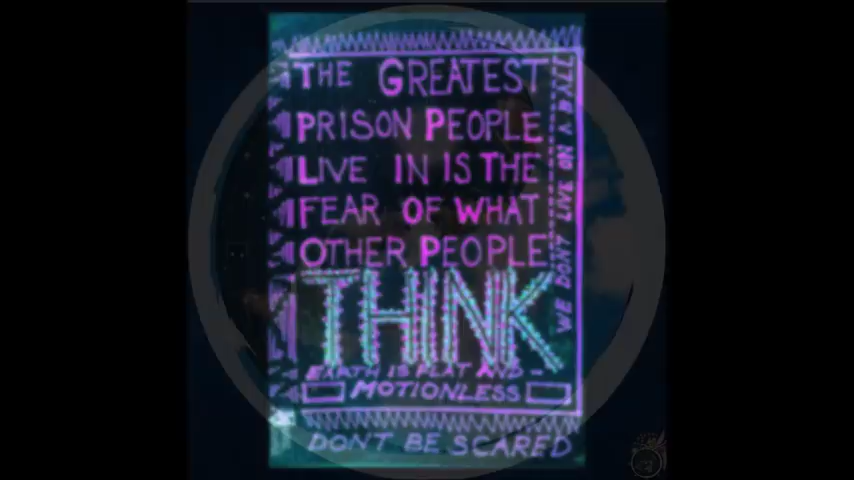 THE GREATEST
PRISON PEOPLE
LIVE IN IS THE
FEAR OF WHAT
OTHER PEOPLE
THINK
EARTH IS FLAT AND -
MOTIONLESS
DONT BE SCARED
WE DONT LIVE ON A BALL